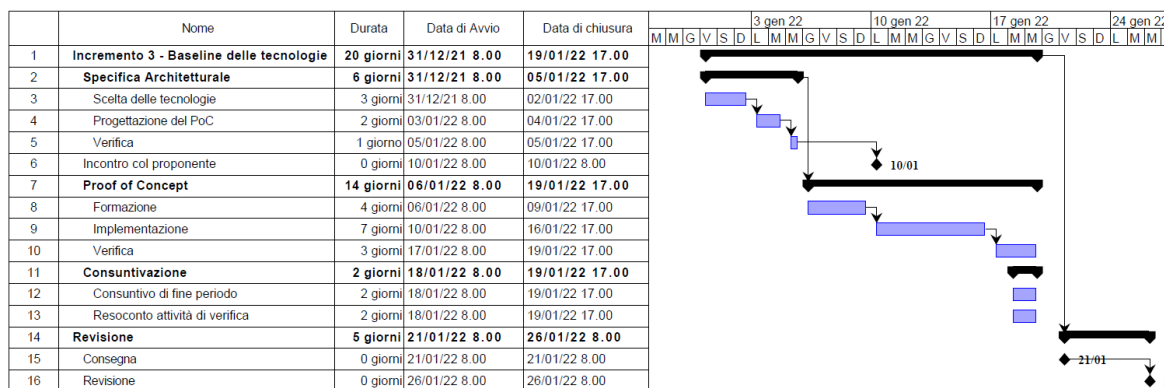 Nome Durata Data di Avvio Data di chiusura
3 gen 22 10 gen 22 17 gen 22 24 gen 22
M M G V S D L M M G V S D L M M G V S D L M M G V S D L M M
1 Incremento 3 - Baseline delle tecnologie 20 giorni 31/12/21 8.00 19/01/22 17.00
2 Specifica Architetturale 6 giorni 31/12/21 8.00 05/01/22 17.00
3 Scelta delle tecnologie 3 giorni 31/12/21 8.00 02/01/22 17.00
4 Progettazione del PoC 2 giorni 03/01/22 8.00 04/01/22 17.00
5 Verifica 1 giorno 05/01/22 8.00 05/01/22 17.00
6 Incontro col proponente 0 giorni 10/01/22 8.00 10/01/22 8.00 10/01
7 Proof of Concept 14 giorni 06/01/22 8.00 19/01/22 17.00
8 Formazione 4 giorni 06/01/22 8.00 09/01/22 17.00
9 Implementazione 7 giorni 10/01/22 8.00 16/01/22 17.00
10 Verifica 3 giorni 17/01/22 8.00 19/01/22 17.00
11 Consuntivazione 2 giorni 18/01/22 8.00 19/01/22 17.00
12 Consuntivo di fine periodo 2 giorni 18/01/22 8.00 19/01/22 17.00
13 Resoconto attività di verifica 2 giorni 18/01/22 8.00 19/01/22 17.00
14 Revisione 5 giorni 21/01/22 8.00 26/01/22 8.00
15 Consegna 0 giorni 21/01/22 8.00 21/01/22 8.00 21/01
16 Revisione 0 giorni 26/01/22 8.00 26/01/22 8.00